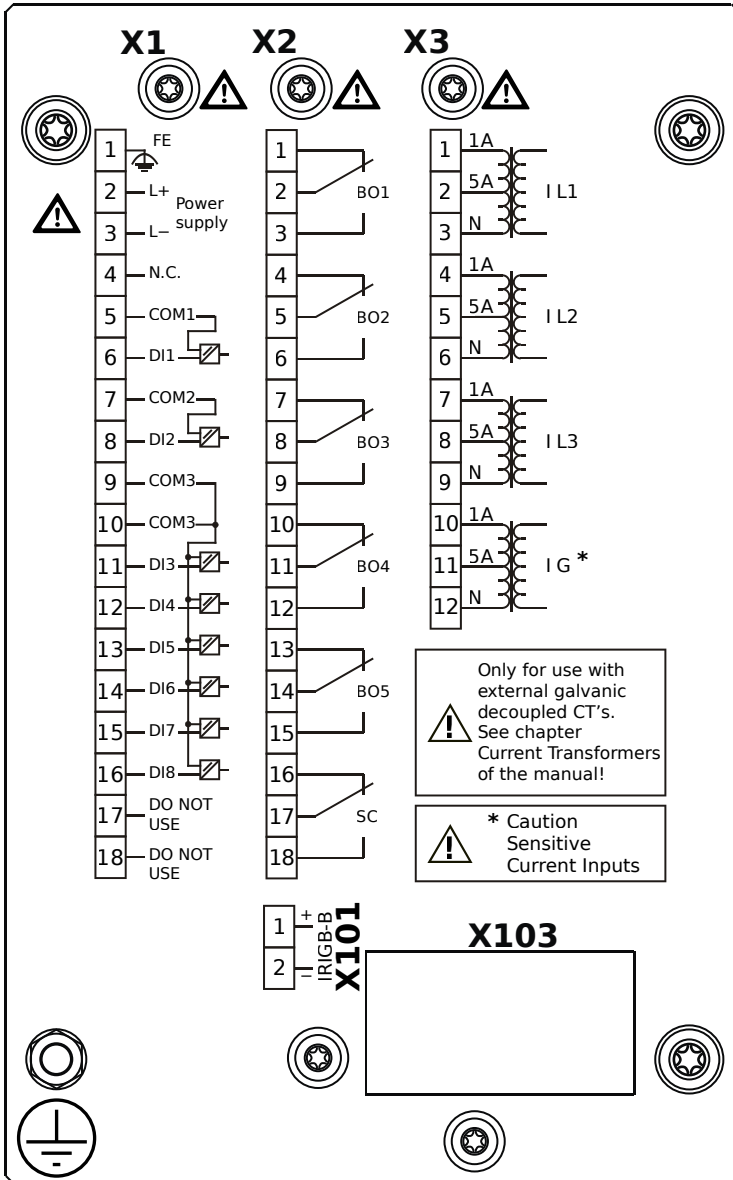 X1
X2
X3
1 FE
2 L+
Power
supply
3 L−
4 N.C.
5 COM1
6 DI1
7 COM2
8 DI2
9 COM3
10 COM3
11 DI3
12 DI4
13 DI5
14 DI6
15 DI7
16 DI8
17 DO NOT
USE
18 DO NOT
USE
1
2 BO1
3
4
5 BO2
6
7
8 BO3
9
10
11 BO4
12
13
14 BO5
15
16
17 SC
18
1 1A
2 5A I L1
3 N
4 1A
5 5A I L2
6 N
7 1A
8 5A I L3
9 N
10 1A
11 5A I G *
12 N
Only for use with
external galvanic
decoupled CT's.
See chapter
Current Transformers
of the manual!
* Caution
Sensitive
Current Inputs
1 +
2 −
IRIGB-B
X101
X103